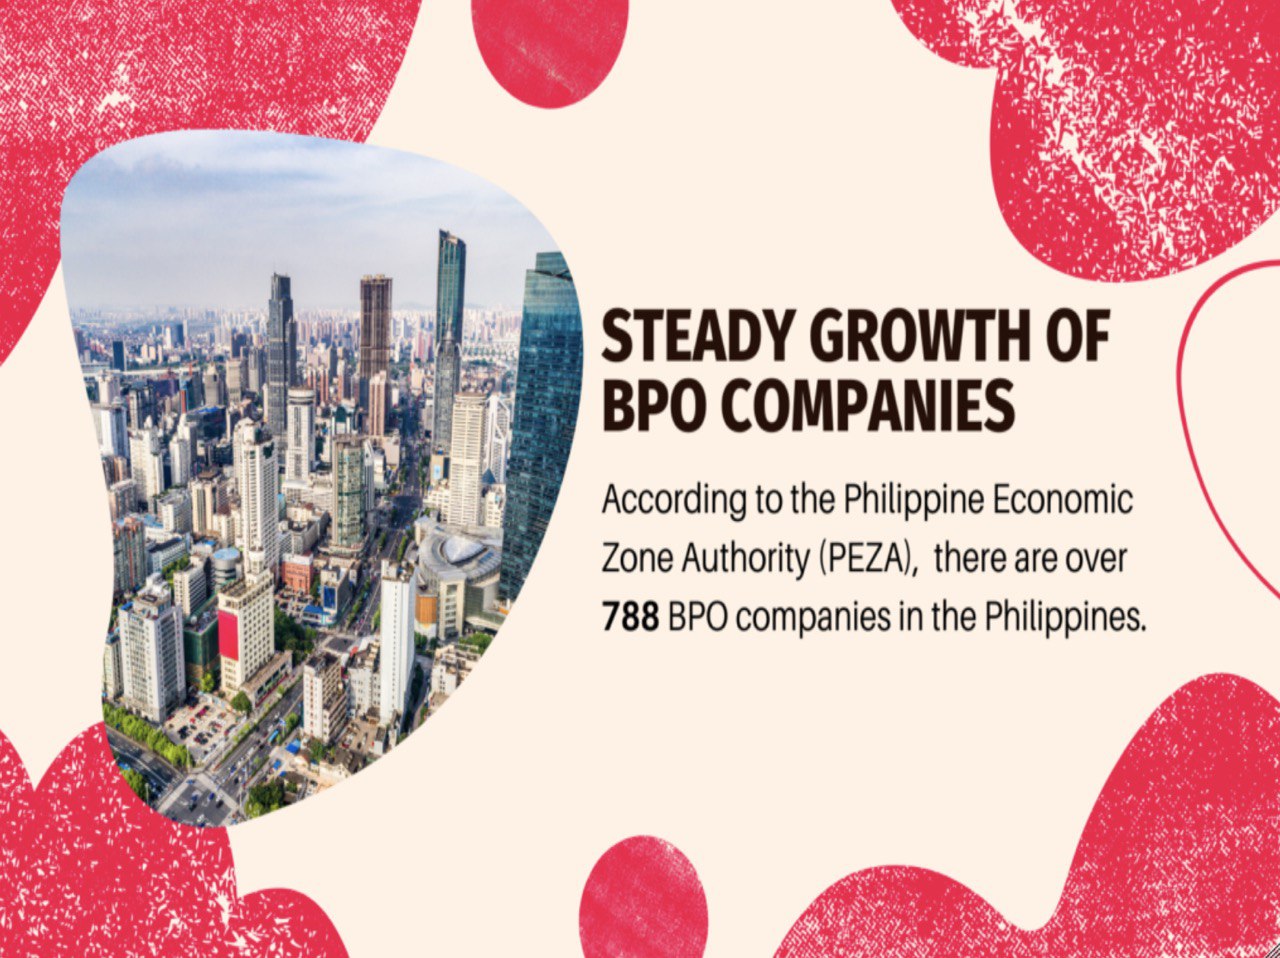 STEADY GROWTH OF
BPO COMPANIES
According to the Philippine Economic
Zone Authority (PEZA),  there are over
788 BPO companies in the Philippines.